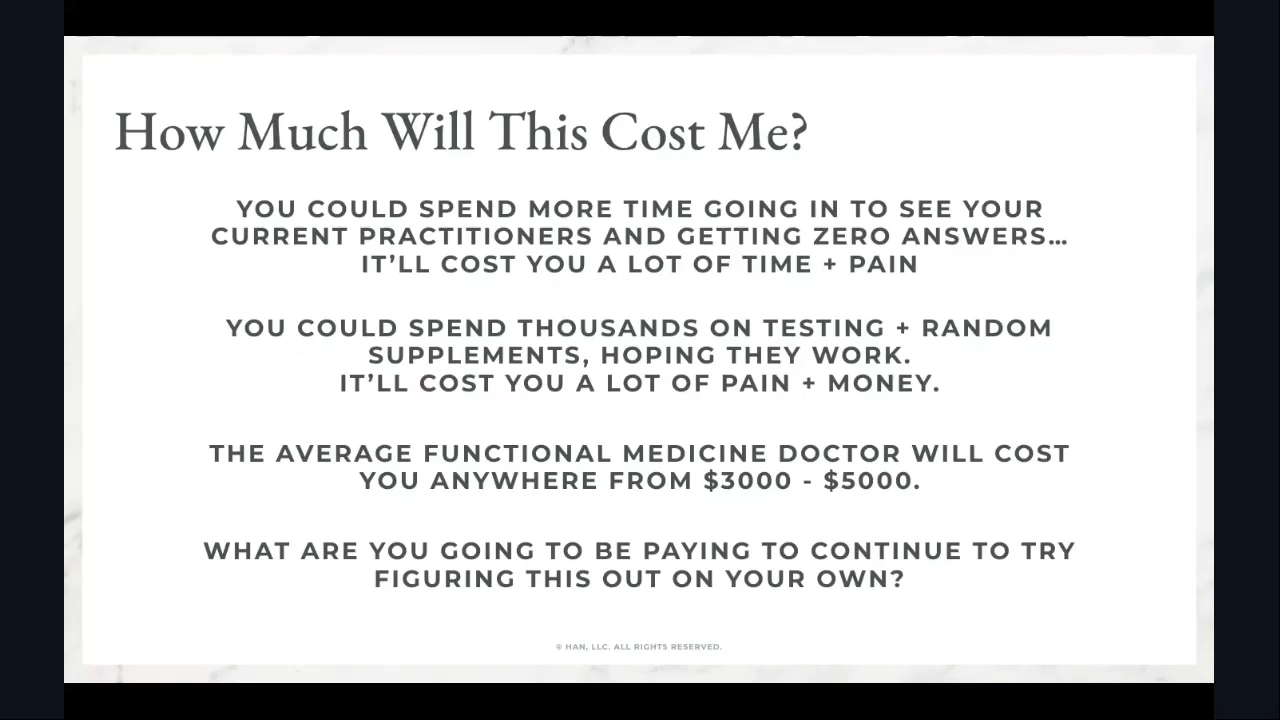 How Much Will This Cost Me?
YOU COULD SPEND MORE TIME GOING IN TO SEE YOUR
CURRENT PRACTITIONERS AND GETTING ZERO ANSWERS…
IT’LL COST YOU A LOT OF TIME + PAIN
YOU COULD SPEND THOUSANDS ON TESTING + RANDOM
SUPPLEMENTS, HOPING THEY WORK.
IT’LL COST YOU A LOT OF PAIN + MONEY.
THE AVERAGE FUNCTIONAL MEDICINE DOCTOR WILL COST
YOU ANYWHERE FROM $3000 - $5000.
WHAT ARE YOU GOING TO BE PAYING TO CONTINUE TO TRY
FIGURING THIS OUT ON YOUR OWN?
© HAN, LLC. ALL RIGHTS RESERVED.